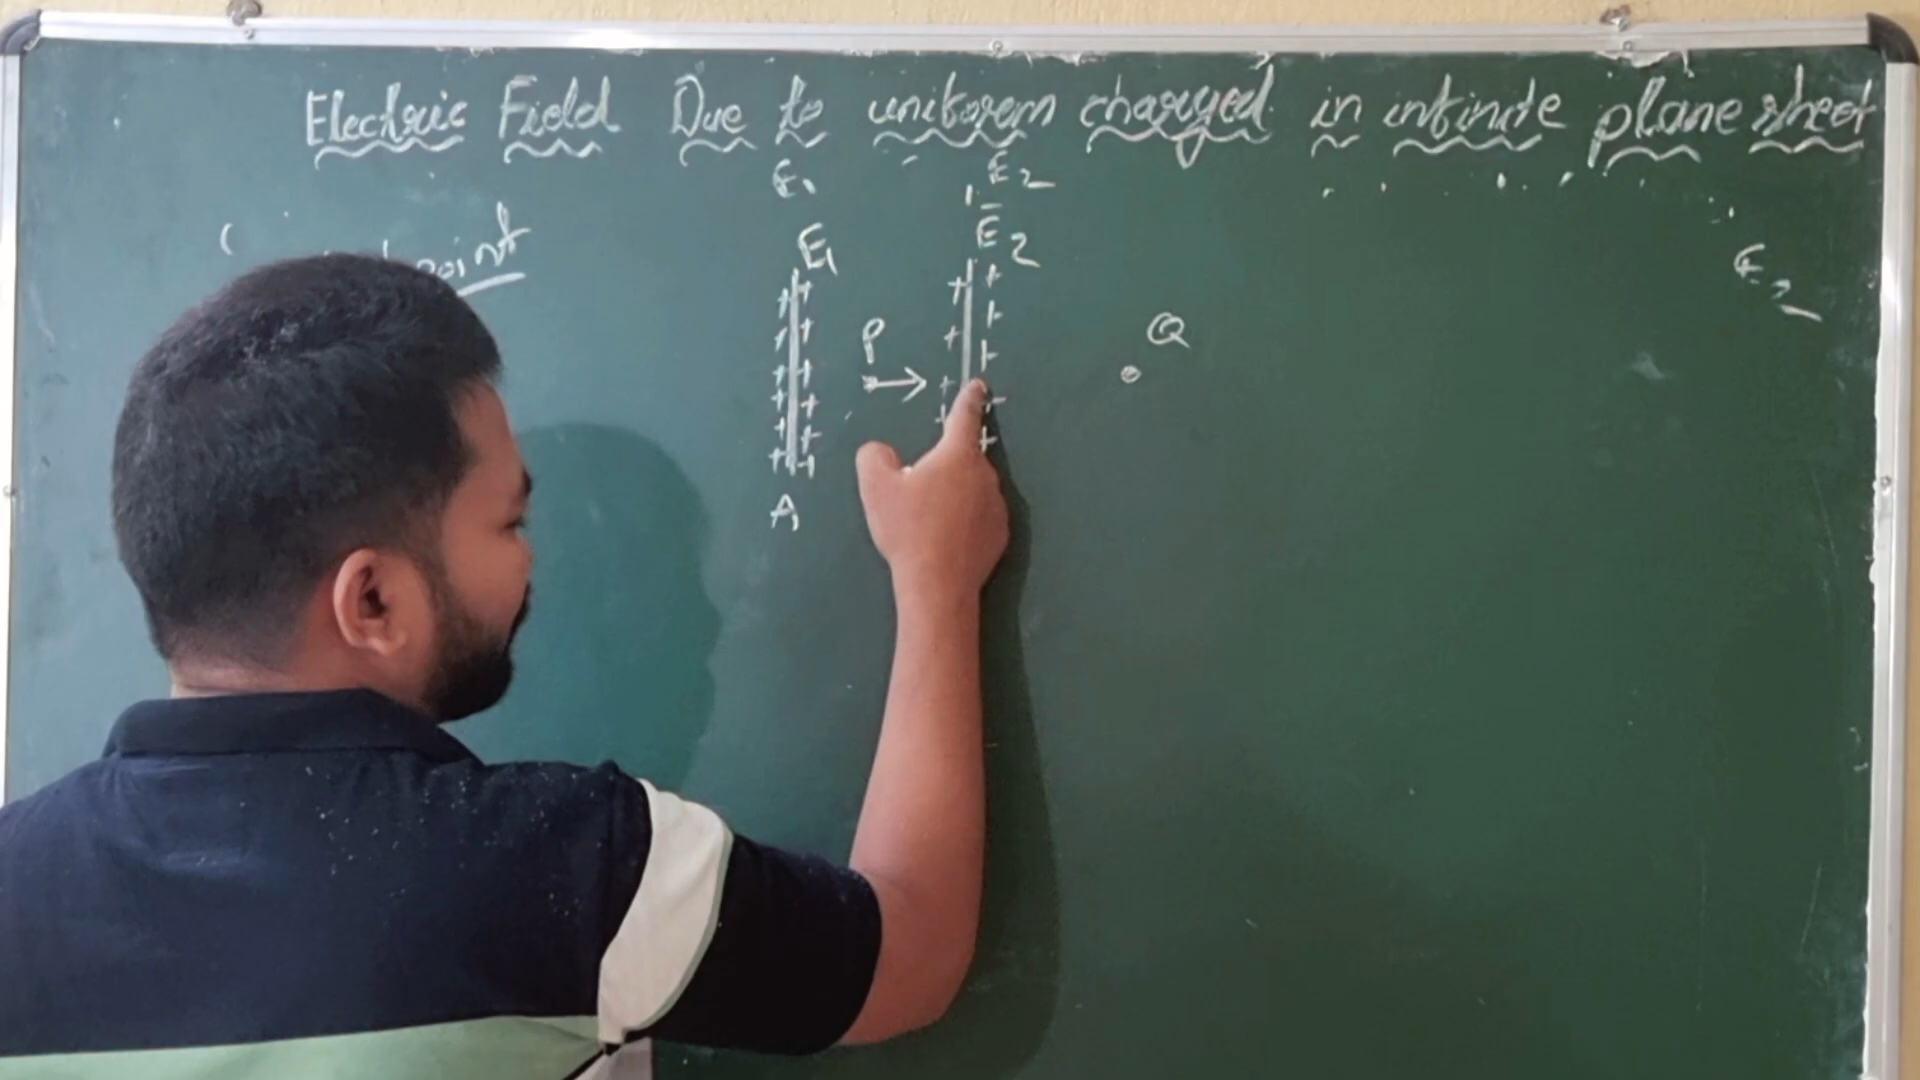 Electric Field Due to uniform charged in infinite plane sheet
E1 E2
point
E1 E2
E2
P Q
A